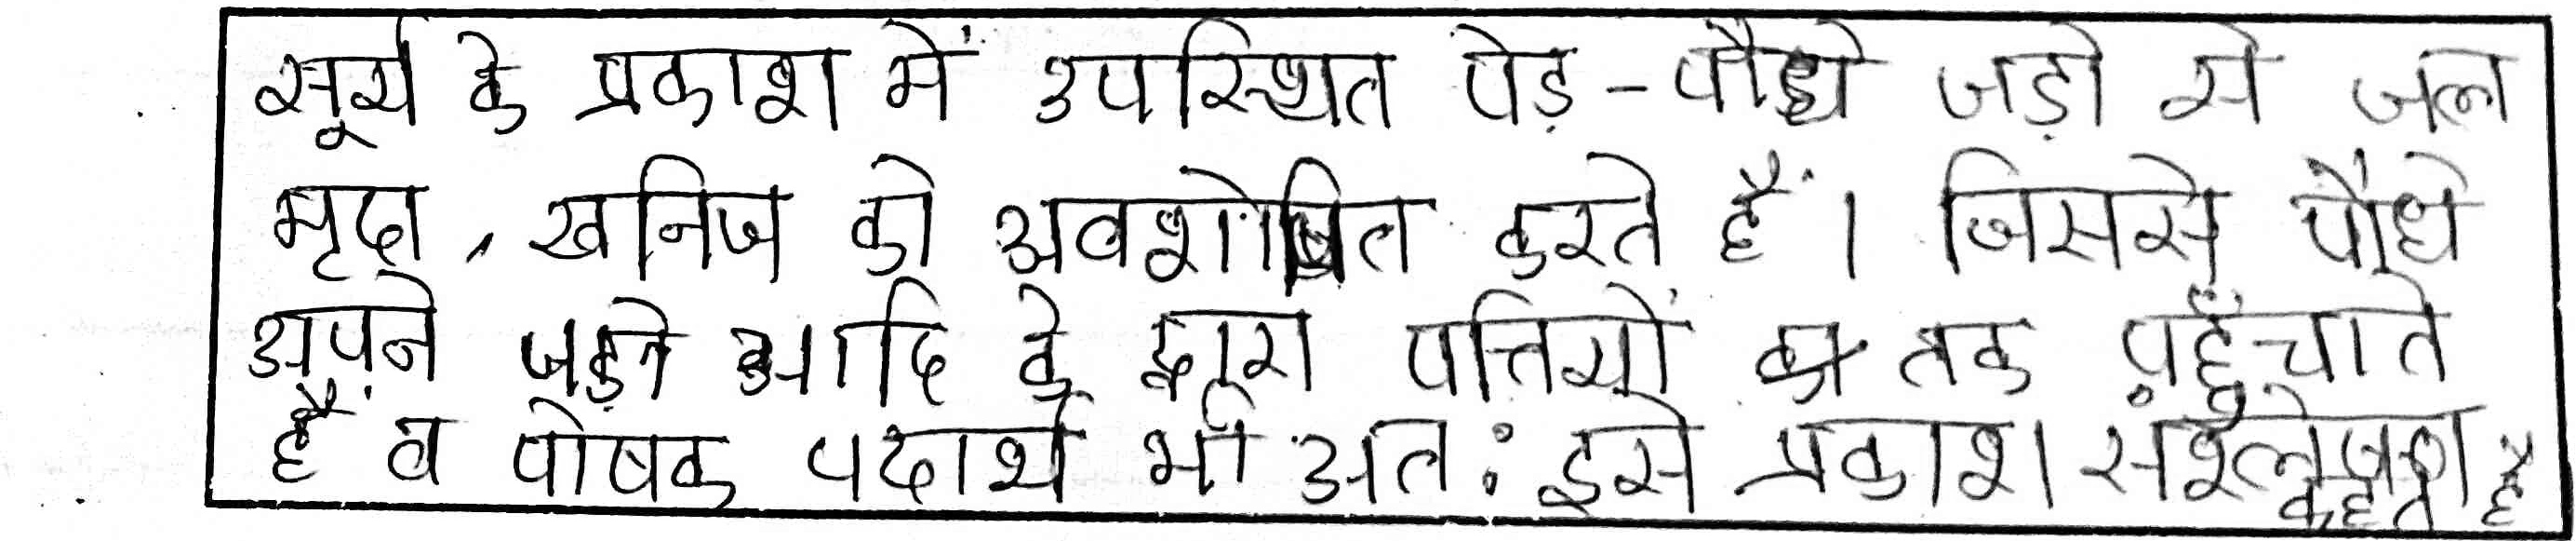 सूर्य के प्रकाश में उपस्थित पेड़-पौधे जड़ो से जल
मृदा, खनिज को अवशोषित करते हैं। जिससे पौधे
अपने आदि के द्वारा पत्तियों तक पहुँचाते
हैं व पोषक पदार्थ भी अत: इसे प्रकाश संश्लेषण
कहते है